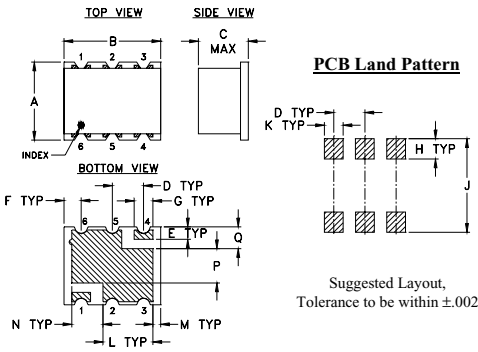 TOP VIEW
SIDE VIEW
B
C
MAX
1 2 3
A
INDEX
6 5 4
PCB Land Pattern
D TYP
K TYP
H TYP
J
BOTTOM VIEW
D TYP
F TYP
G TYP
6 5 4
E TYP
Q
P
1 2 3
N TYP
M TYP
L TYP
Suggested Layout,
Tolerance to be within ±.002